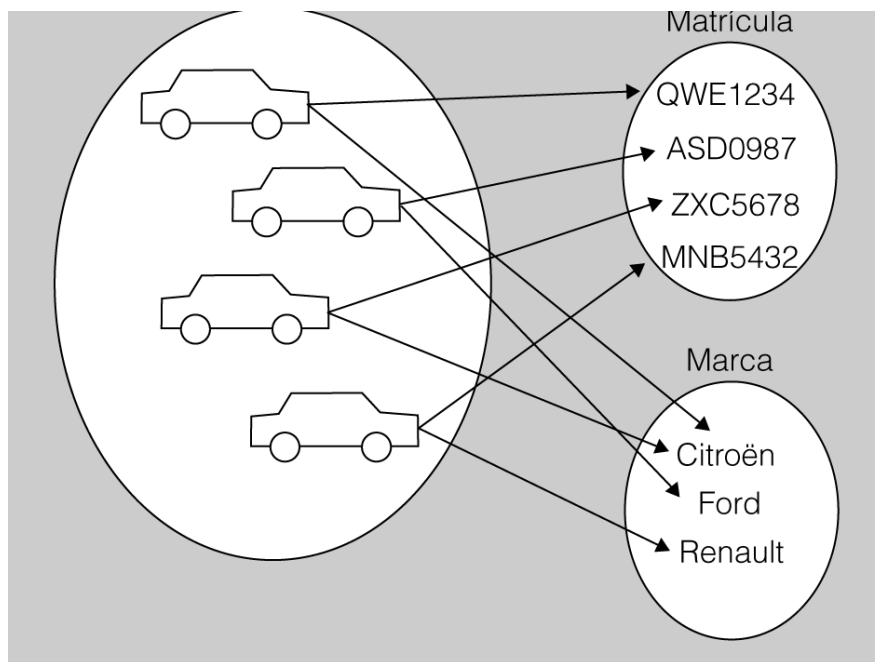 Matrícula
QWE1234
ASD0987
ZXC5678
MNB5432
Marca
Citroën
Ford
Renault